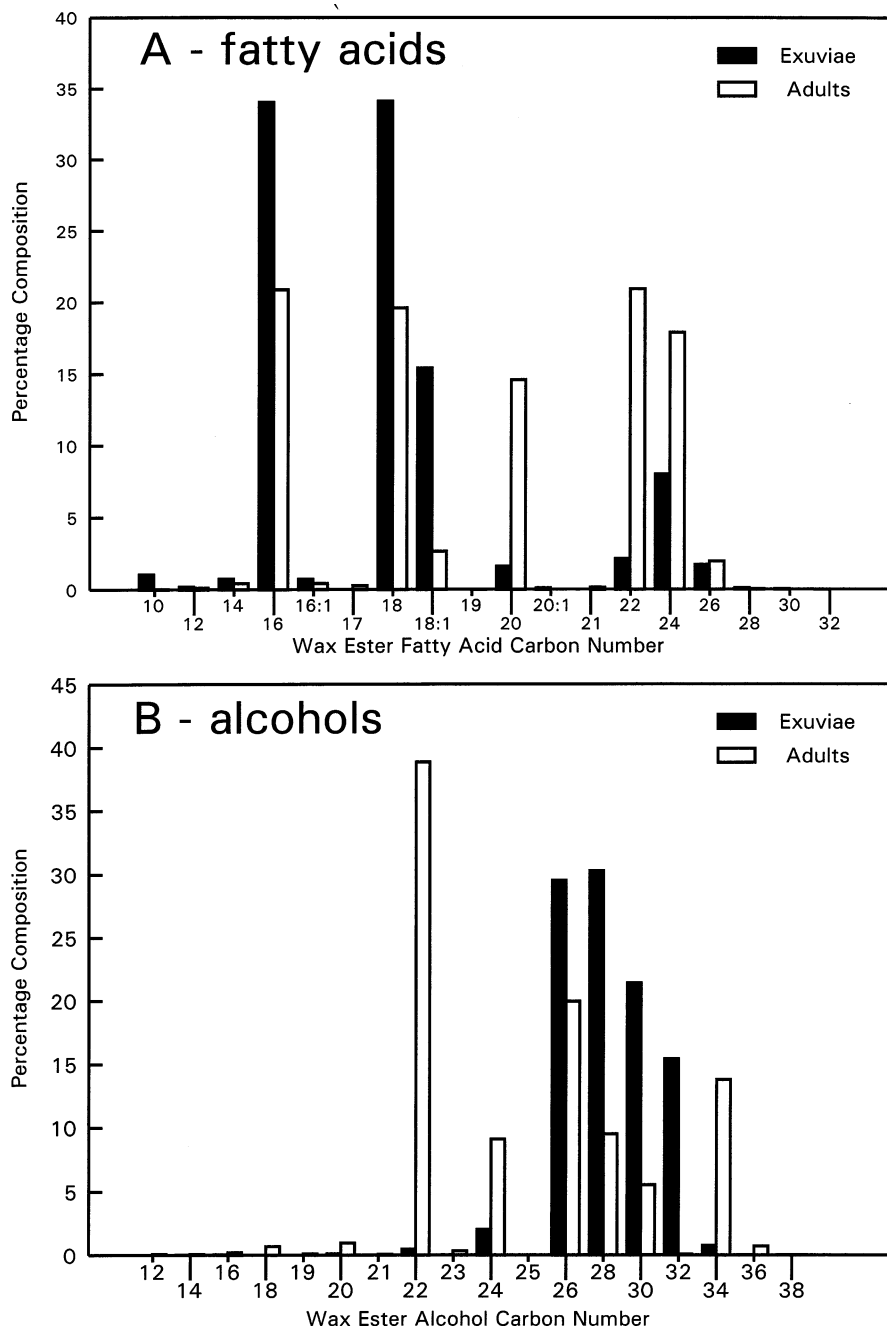 A - fatty acids
Exuviae
Adults
40
35
30
25
20
15
10
5
0
Percentage Composition
10 14 16:1 18 19 20:1 22 26 30
12 16 17 18:1 20 21 24 28 32
Wax Ester Fatty Acid Carbon Number
B - alcohols
Exuviae
Adults
45
40
35
30
25
20
15
10
5
0
Percentage Composition
12 16 19 21 23 25 28 32 36
14 18 20 22 24 26 30 34 38
Wax Ester Alcohol Carbon Number